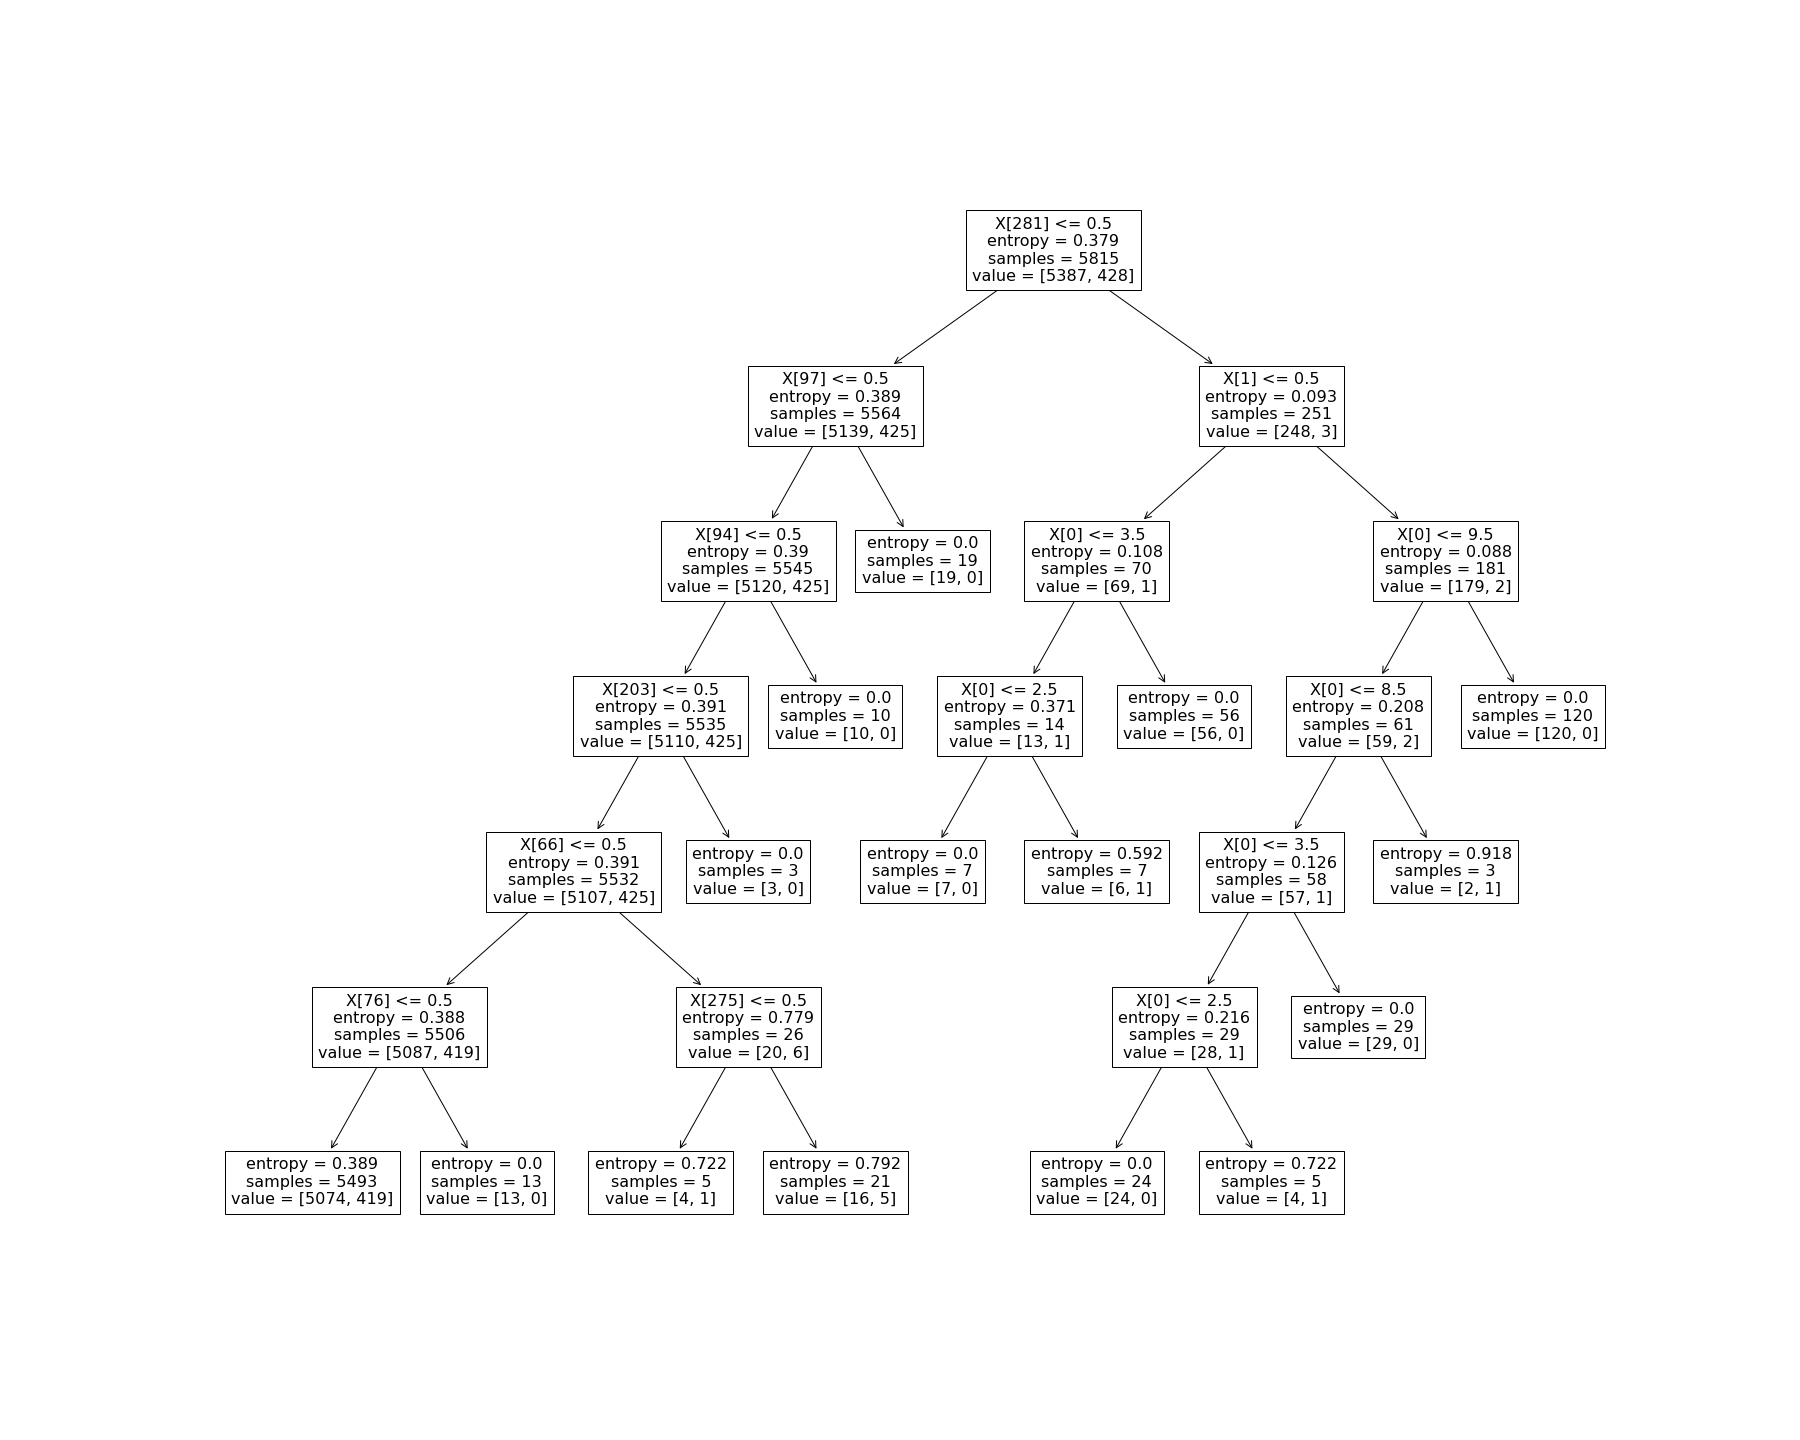 X[281] <= 0.5
entropy = 0.379
samples = 5815
value = [5387, 428]
X[97] <= 0.5
entropy = 0.389
samples = 5564
value = [5139, 425]
X[1] <= 0.5
entropy = 0.093
samples = 251
value = [248, 3]
X[94] <= 0.5
entropy = 0.39
samples = 5545
value = [5120, 425]
entropy = 0.0
samples = 19
value = [19, 0]
X[0] <= 3.5
entropy = 0.108
samples = 70
value = [69, 1]
X[0] <= 9.5
entropy = 0.088
samples = 181
value = [179, 2]
X[203] <= 0.5
entropy = 0.391
samples = 5535
value = [5110, 425]
entropy = 0.0
samples = 10
value = [10, 0]
X[0] <= 2.5
entropy = 0.371
samples = 14
value = [13, 1]
entropy = 0.0
samples = 56
value = [56, 0]
X[0] <= 8.5
entropy = 0.208
samples = 61
value = [59, 2]
entropy = 0.0
samples = 120
value = [120, 0]
X[66] <= 0.5
entropy = 0.391
samples = 5532
value = [5107, 425]
entropy = 0.0
samples = 3
value = [3, 0]
entropy = 0.0
samples = 7
value = [7, 0]
entropy = 0.592
samples = 7
value = [6, 1]
X[0] <= 3.5
entropy = 0.126
samples = 58
value = [57, 1]
entropy = 0.918
samples = 3
value = [2, 1]
X[76] <= 0.5
entropy = 0.388
samples = 5506
value = [5087, 419]
X[275] <= 0.5
entropy = 0.779
samples = 26
value = [20, 6]
X[0] <= 2.5
entropy = 0.216
samples = 29
value = [28, 1]
entropy = 0.0
samples = 29
value = [29, 0]
entropy = 0.389
samples = 5493
value = [5074, 419]
entropy = 0.0
samples = 13
value = [13, 0]
entropy = 0.722
samples = 5
value = [4, 1]
entropy = 0.792
samples = 21
value = [16, 5]
entropy = 0.0
samples = 24
value = [24, 0]
entropy = 0.722
samples = 5
value = [4, 1]